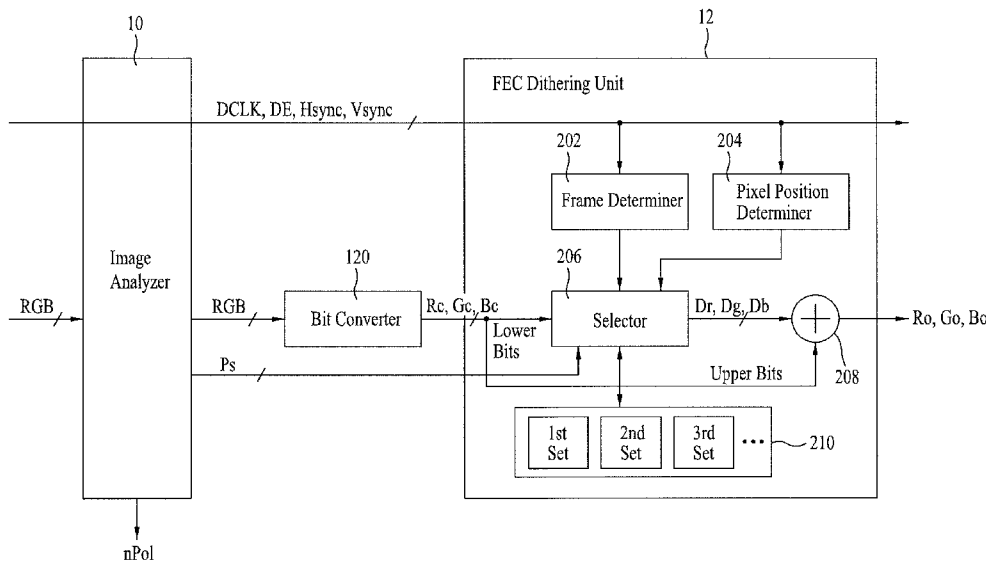 10
12
FEC Dithering Unit
DCLK, DE, Hsync, Vsync
202
204
Frame Determiner
Pixel Position
Determiner
Image
Analyzer
120
206
RGB
RGB
Bit Converter
Rc, Gc, Bc
Lower
Bits
Selector
Dr, Dg, Db
Ro, Go, Bo
208
Ps
Upper Bits
1st
Set
2nd
Set
3rd
Set
210
nPol